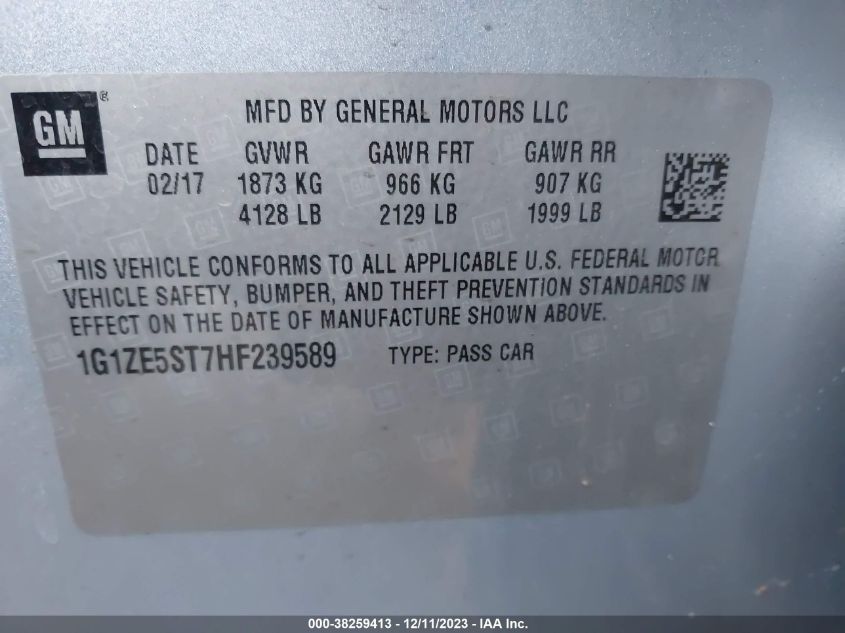 GM
MFD BY GENERAL MOTORS LLC
DATE GVWR GAWR FRT GAWR RR
02/17 1873 KG 966 KG 907 KG
4128 LB 2129 LB 1999 LB
THIS VEHICLE CONFORMS TO ALL APPLICABLE U.S. FEDERAL MOTOR
VEHICLE SAFETY, BUMPER, AND THEFT PREVENTION STANDARDS IN
EFFECT ON THE DATE OF MANUFACTURE SHOWN ABOVE.
1G1ZE5ST7HF239589 TYPE: PASS CAR
000-38259413 - 12/11/2023 - IAA Inc.